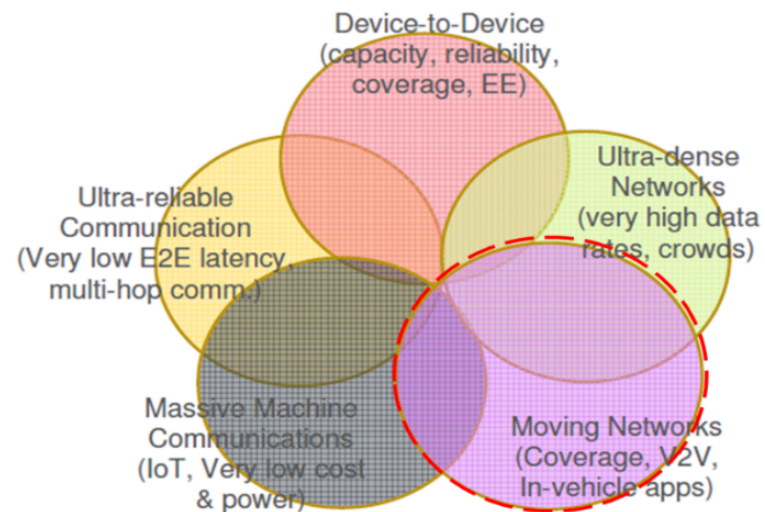 Device-to-Device
(capacity, reliability,
coverage, EE)
Ultra-dense
Networks
(very high data
rates, crowds)
Ultra-reliable
Communication
(Very low E2E latency,
multi-hop comm.)
Massive Machine
Communications
(IoT, Very low cost
& power)
Moving Networks
(Coverage, V2V,
In-vehicle apps)